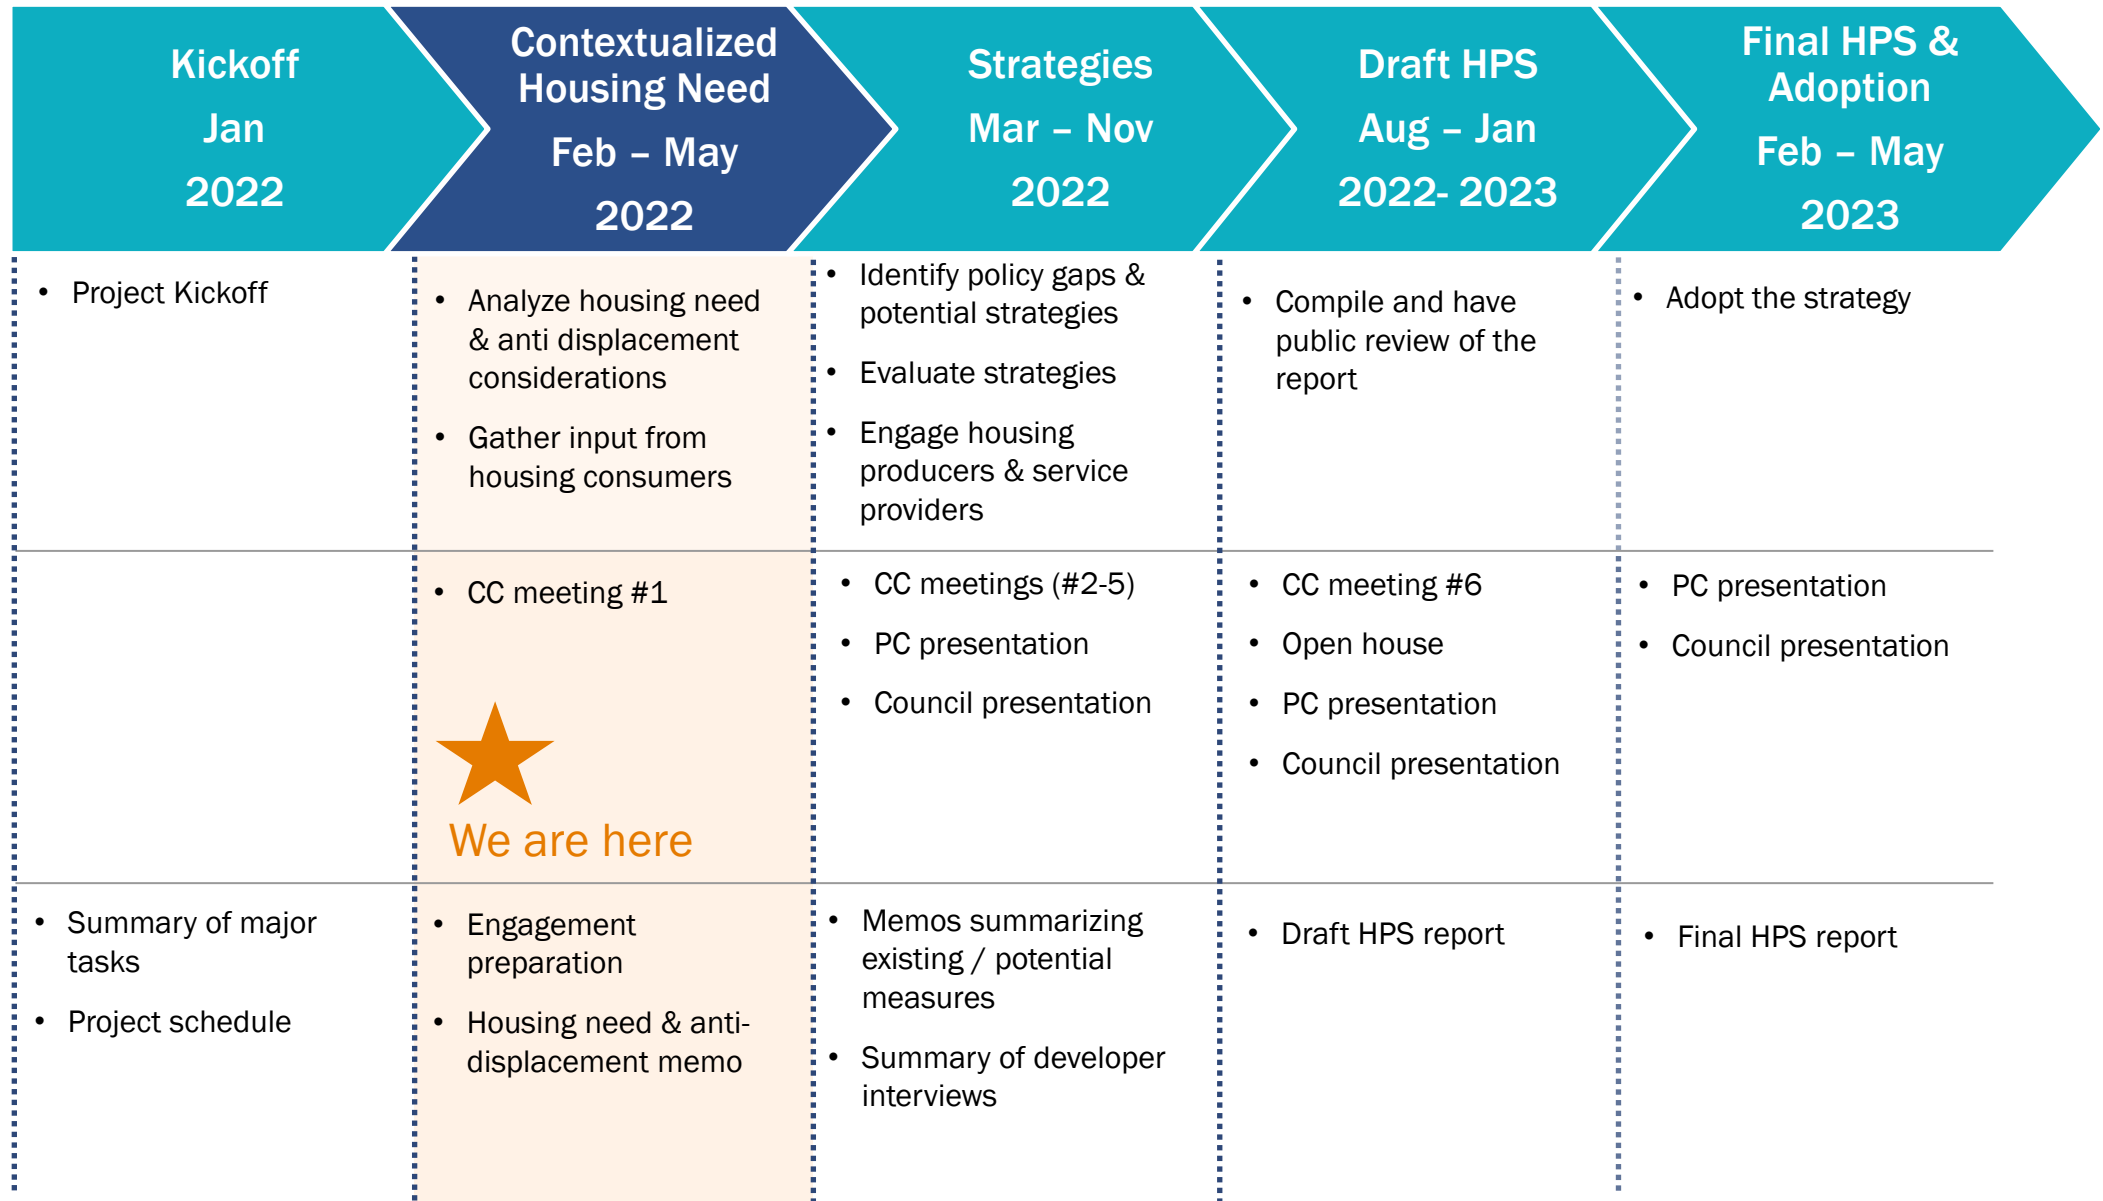 Kickoff
Jan
2022
Contextualized
Housing Need
Feb – May
2022
Strategies
Mar – Nov
2022
Draft HPS
Aug – Jan
2022- 2023
Final HPS &
Adoption
Feb – May
2023
• Project Kickoff
• Analyze housing need
& anti displacement
considerations
• Gather input from
housing consumers
• Identify policy gaps &
potential strategies
• Evaluate strategies
• Engage housing
producers & service
providers
• Compile and have
public review of the
report
• Adopt the strategy
• CC meeting #1
We are here
• CC meetings (#2-5)
• PC presentation
• Council presentation
• CC meeting #6
• Open house
• PC presentation
• Council presentation
• PC presentation
• Council presentation
• Summary of major
tasks
• Project schedule
• Engagement
preparation
• Housing need & anti-
displacement memo
• Memos summarizing
existing / potential
measures
• Summary of developer
interviews
• Draft HPS report
• Final HPS report